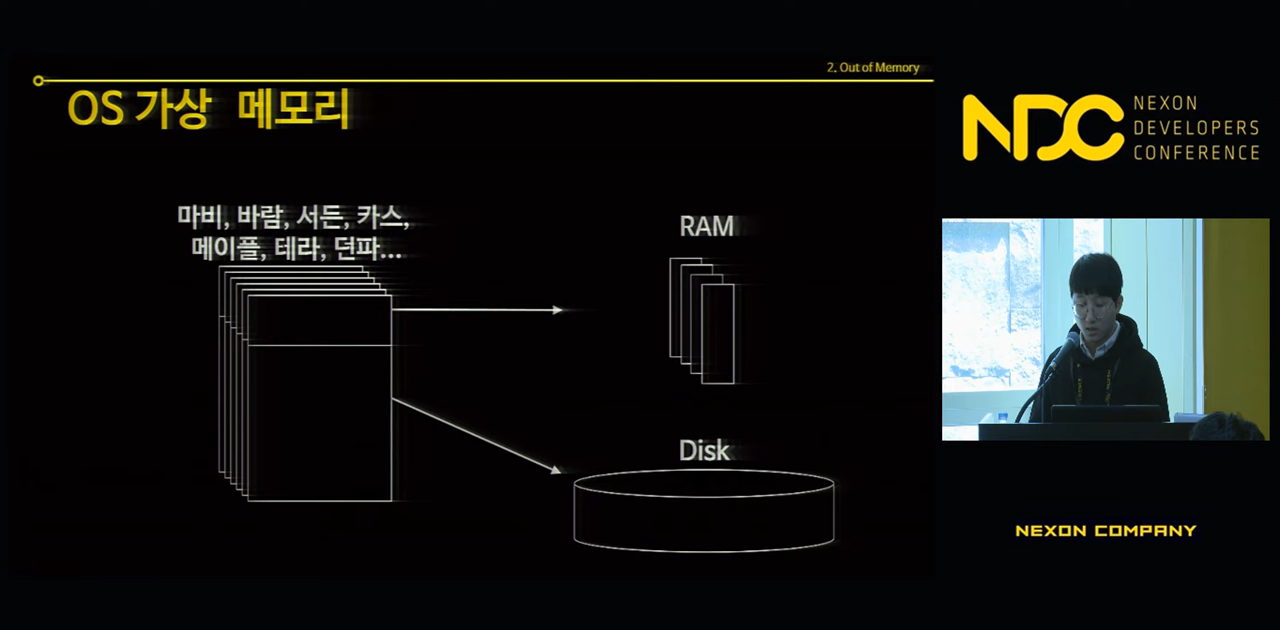 2. Out of Memory
OS 가상 메모리
마비, 바람, 서든, 카스,
메이플, 테라, 던파...
RAM
Disk
NDC
NEXON
DEVELOPERS
CONFERENCE
NEXON COMPANY